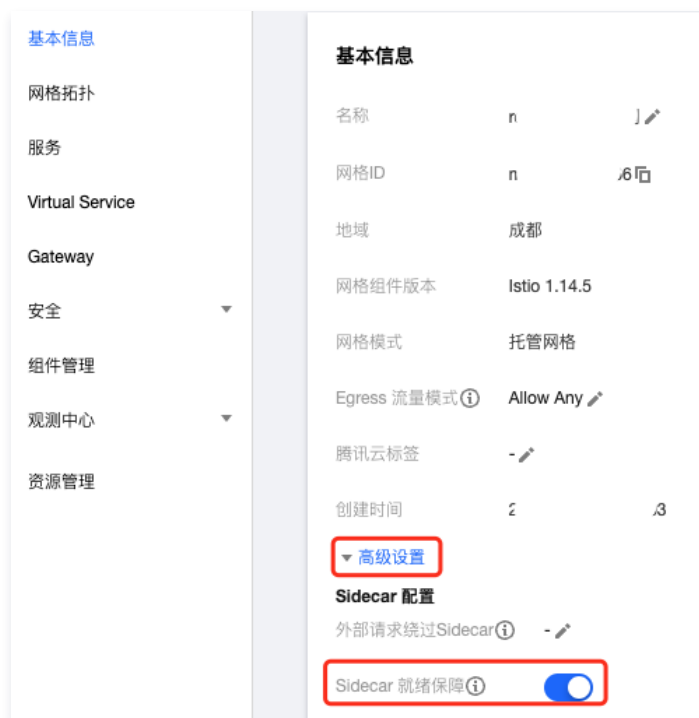 基本信息
网格拓扑
服务
Virtual Service
Gateway
安全
组件管理
观测中心
资源管理
基本信息
名称
网格ID
地域 成都
网格组件版本 Istio 1.14.5
网格模式 托管网格
Egress 流量模式 Allow Any
腾讯云标签 -
创建时间 2
高级设置
Sidecar 配置
外部请求绕过Sidecar -
Sidecar 就绪保障